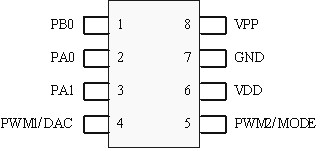 PB0 1 8 VPP
PA0 2 7 GND
PA1 3 6 VDD
PWM1/DAC 4 5 PWM2/MODE